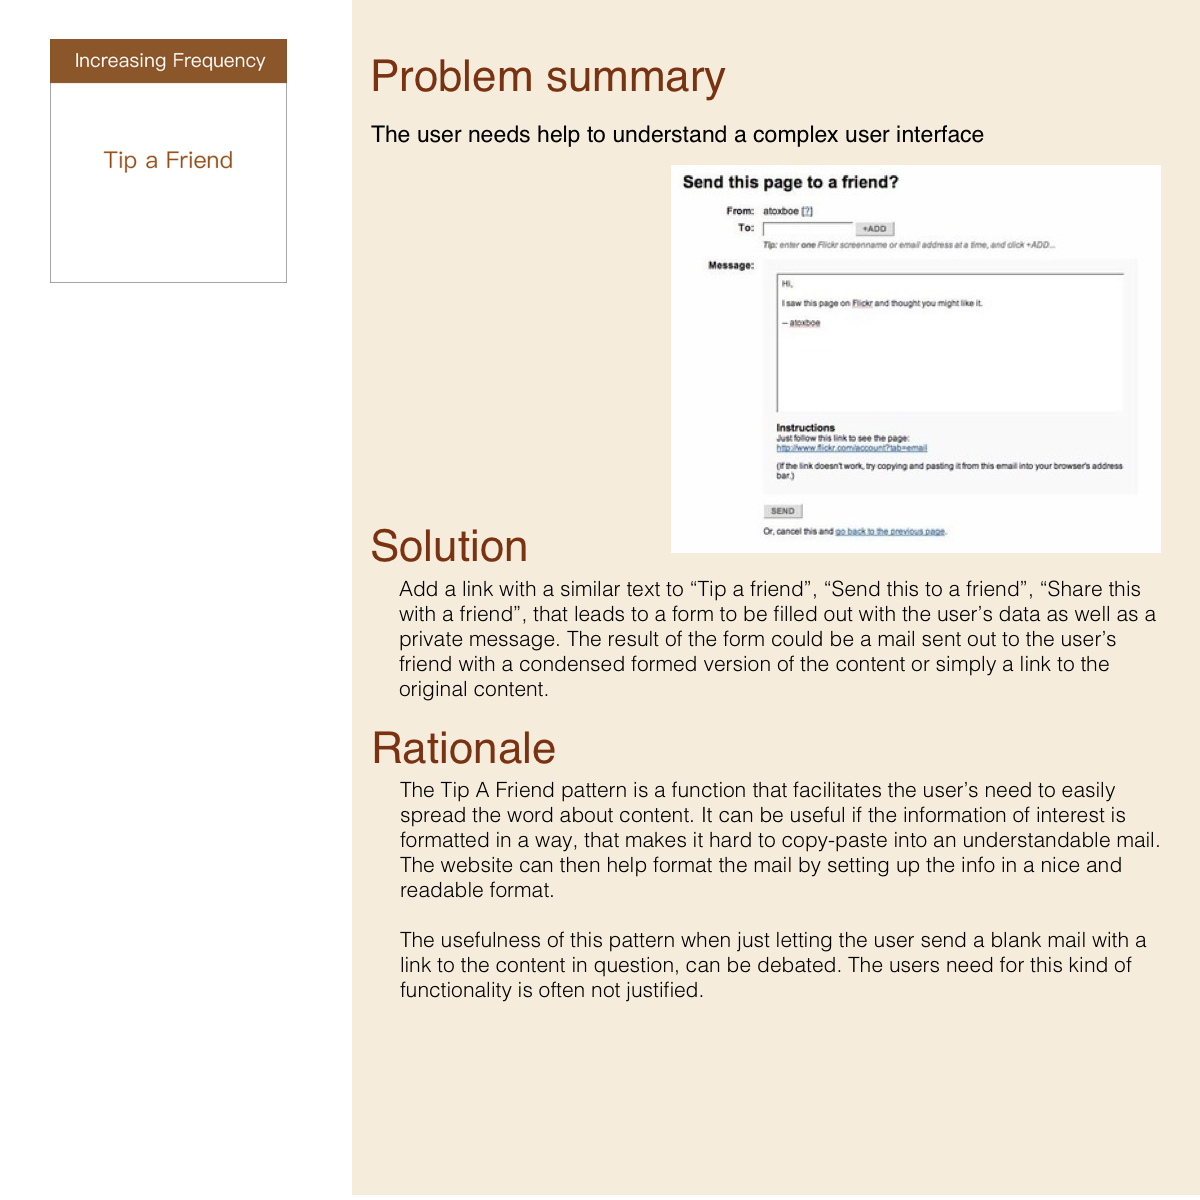 Increasing Frequency
Tip a Friend
Problem summary
The user needs help to understand a complex user interface
Send this page to a friend?
From: atoxboe [?]
To: +ADD
Tip: enter one Flickr screenname or email address at a time, and click +ADD...
Message:
Hi,
I saw this page on Flickr and thought you might like it.
-- atoxboe
Instructions
Just follow this link to see the page:
http://www.flickr.com/account?tab=email
(If the link doesn't work, try copying and pasting it from this email into your browser's address
bar.)
SEND
Or, cancel this and go back to the previous page.
Solution
Add a link with a similar text to “Tip a friend”, “Send this to a friend”, “Share this
with a friend”, that leads to a form to be filled out with the user’s data as well as a
private message. The result of the form could be a mail sent out to the user’s
friend with a condensed formed version of the content or simply a link to the
original content.
Rationale
The Tip A Friend pattern is a function that facilitates the user’s need to easily
spread the word about content. It can be useful if the information of interest is
formatted in a way, that makes it hard to copy-paste into an understandable mail.
The website can then help format the mail by setting up the info in a nice and
readable format.
The usefulness of this pattern when just letting the user send a blank mail with a
link to the content in question, can be debated. The users need for this kind of
functionality is often not justified.